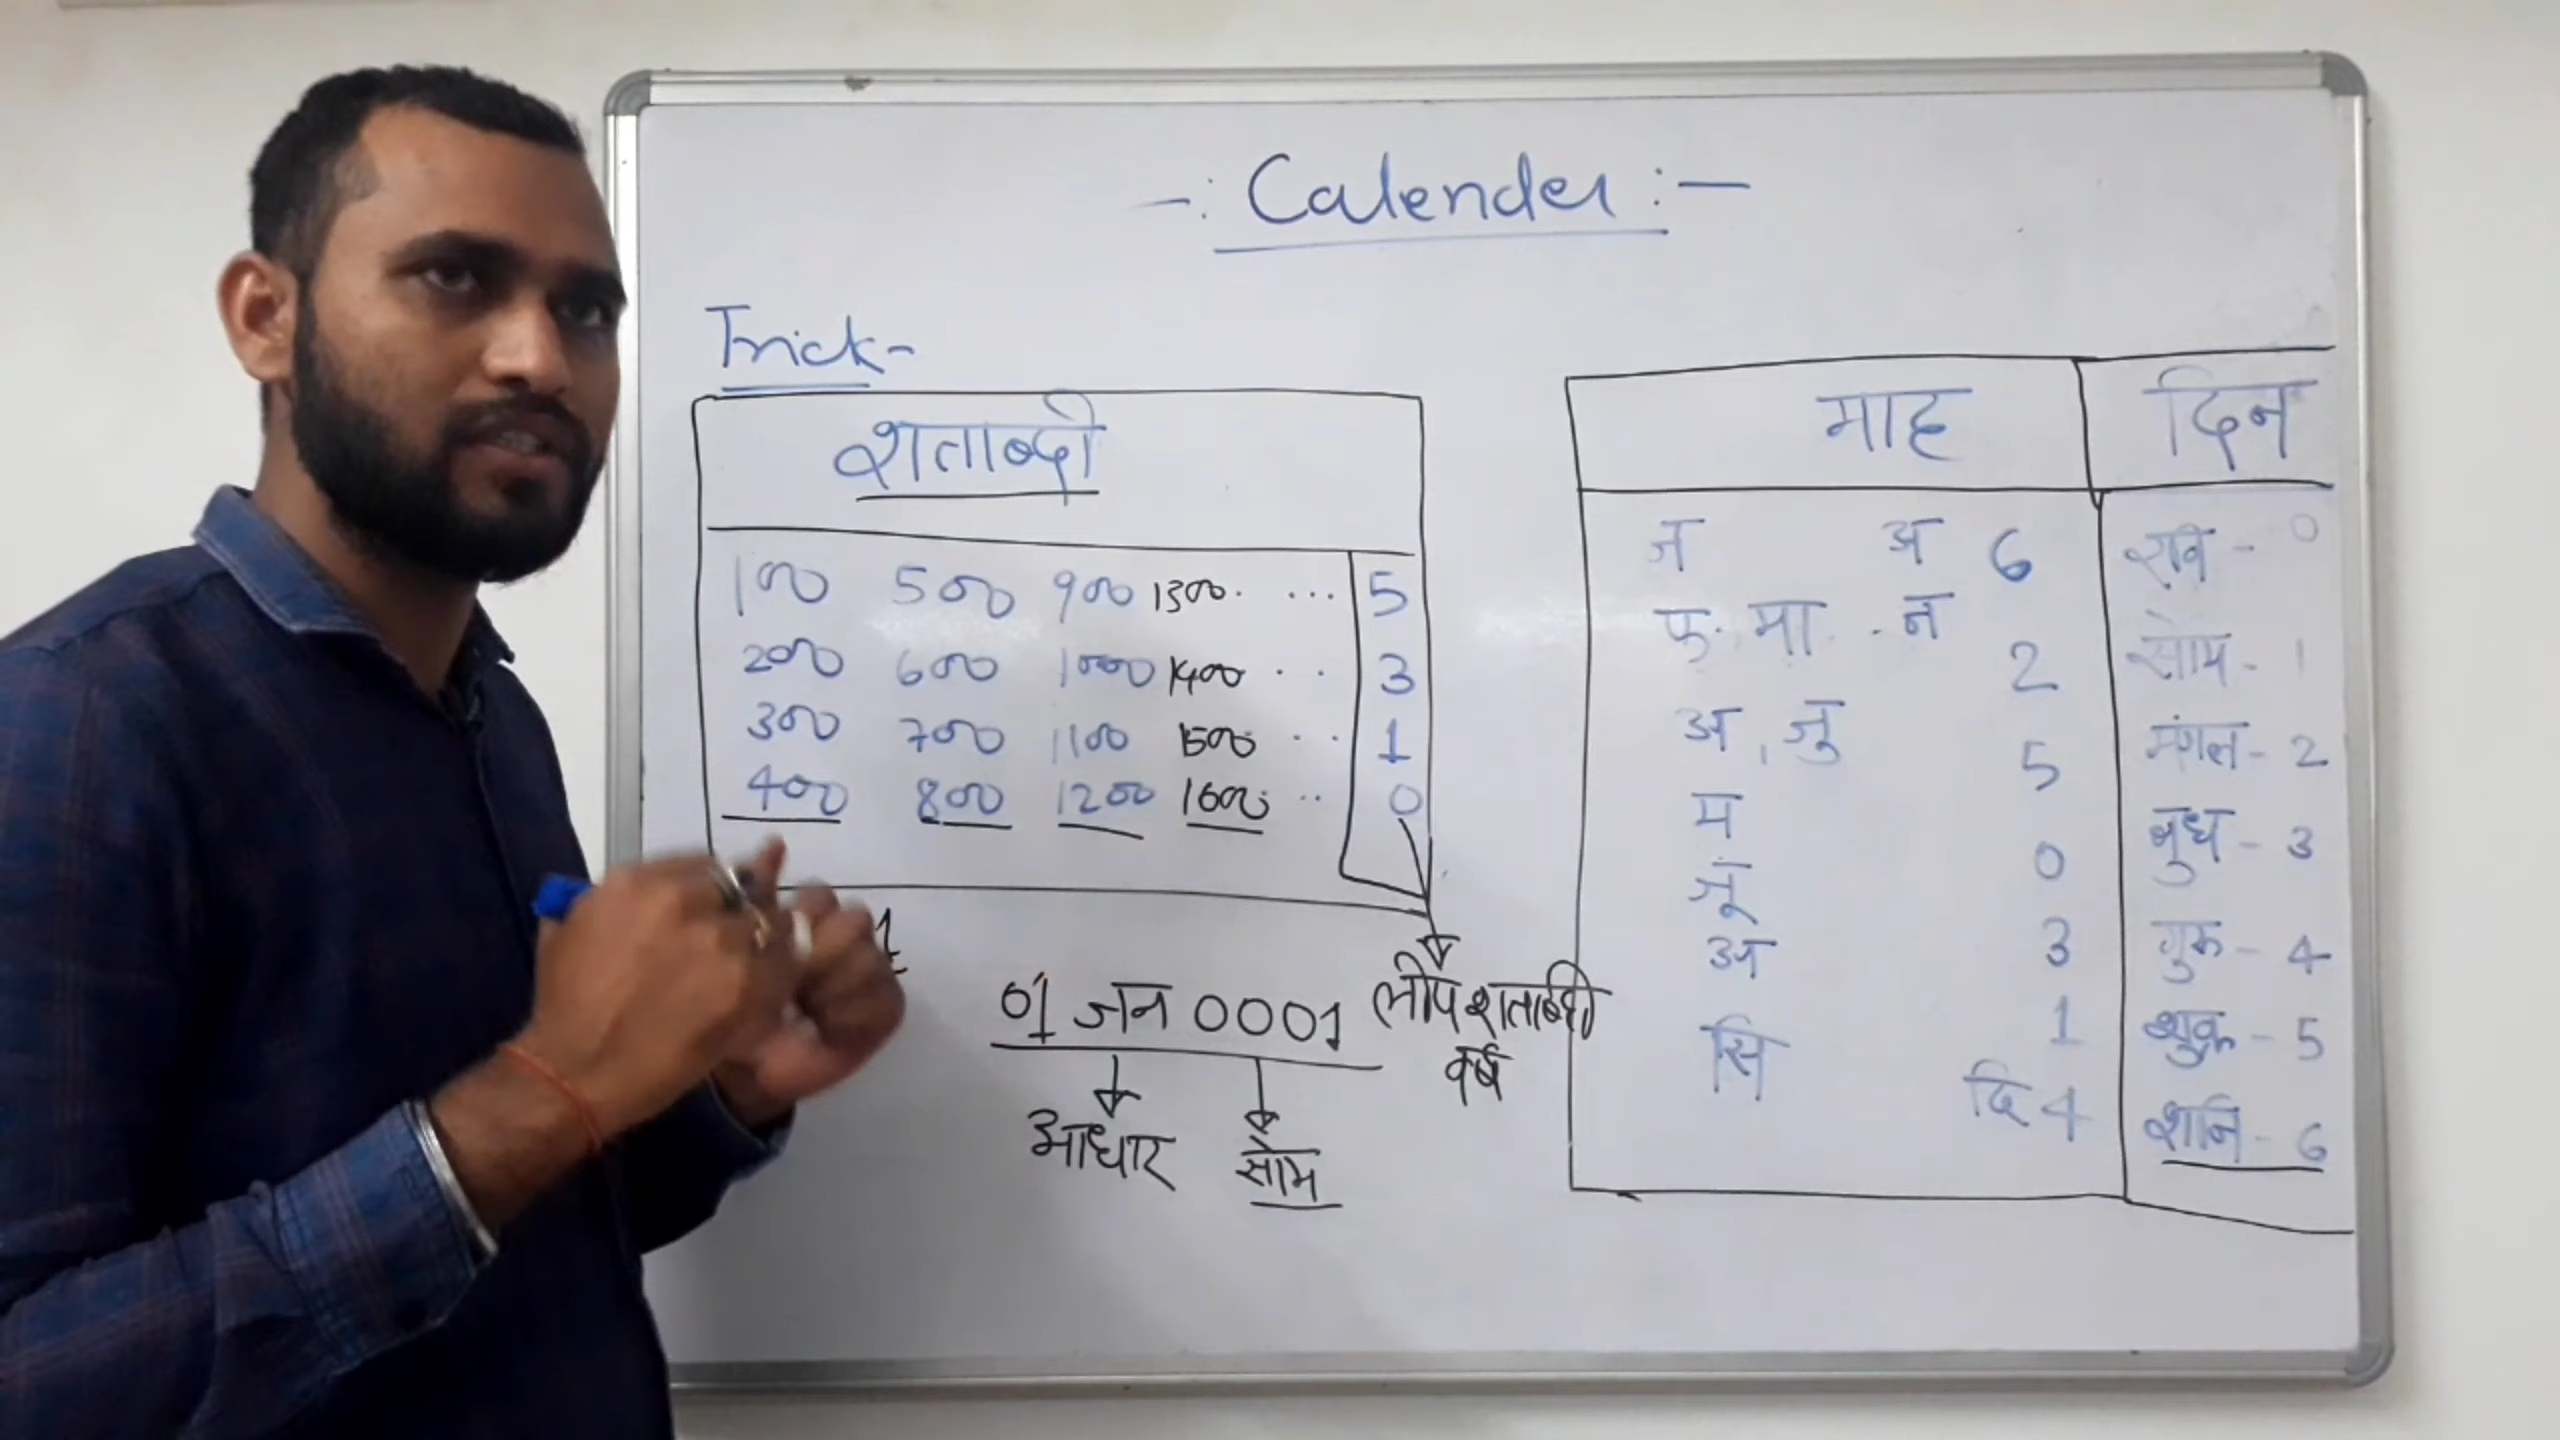 -: Calender :-
Trick-
शताब्दी
100 500 900 1300. ... 5
200 600 1000 1400 .. 3
300 700 1100 1500 ... 1
400 800 1200 1600 .. 0
1
01 जन 0001
आधार सोम
लीप शताब्दी
वर्ष
माह दिन
ज अ 6 रवि - 0
फ. मा. न 2 सोम - 1
अ, जु 5 मंगल - 2
म 0 बुध - 3
जू 3 गुरु - 4
अ 1 शुक्र - 5
सि दि 4 शनि - 6